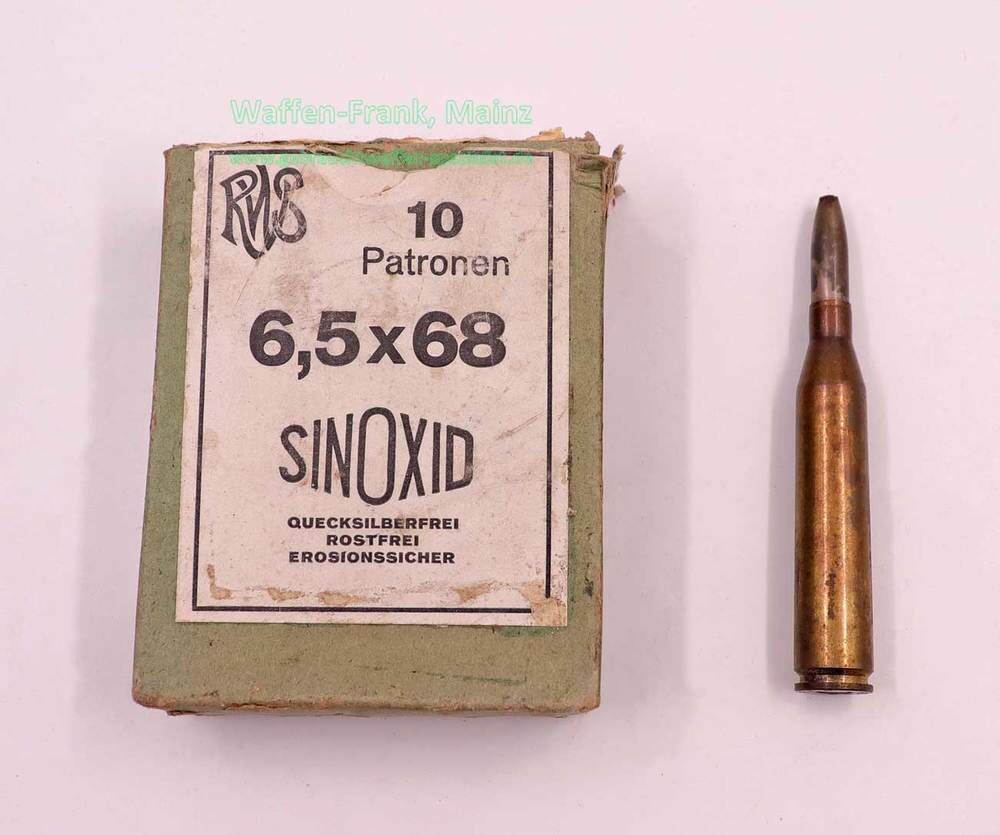 Waffen-Frank, Mainz
RWS
10
Patronen
6,5x68
SINOXID
QUECKSILBERFREI
ROSTFREI
EROSIONSSICHER